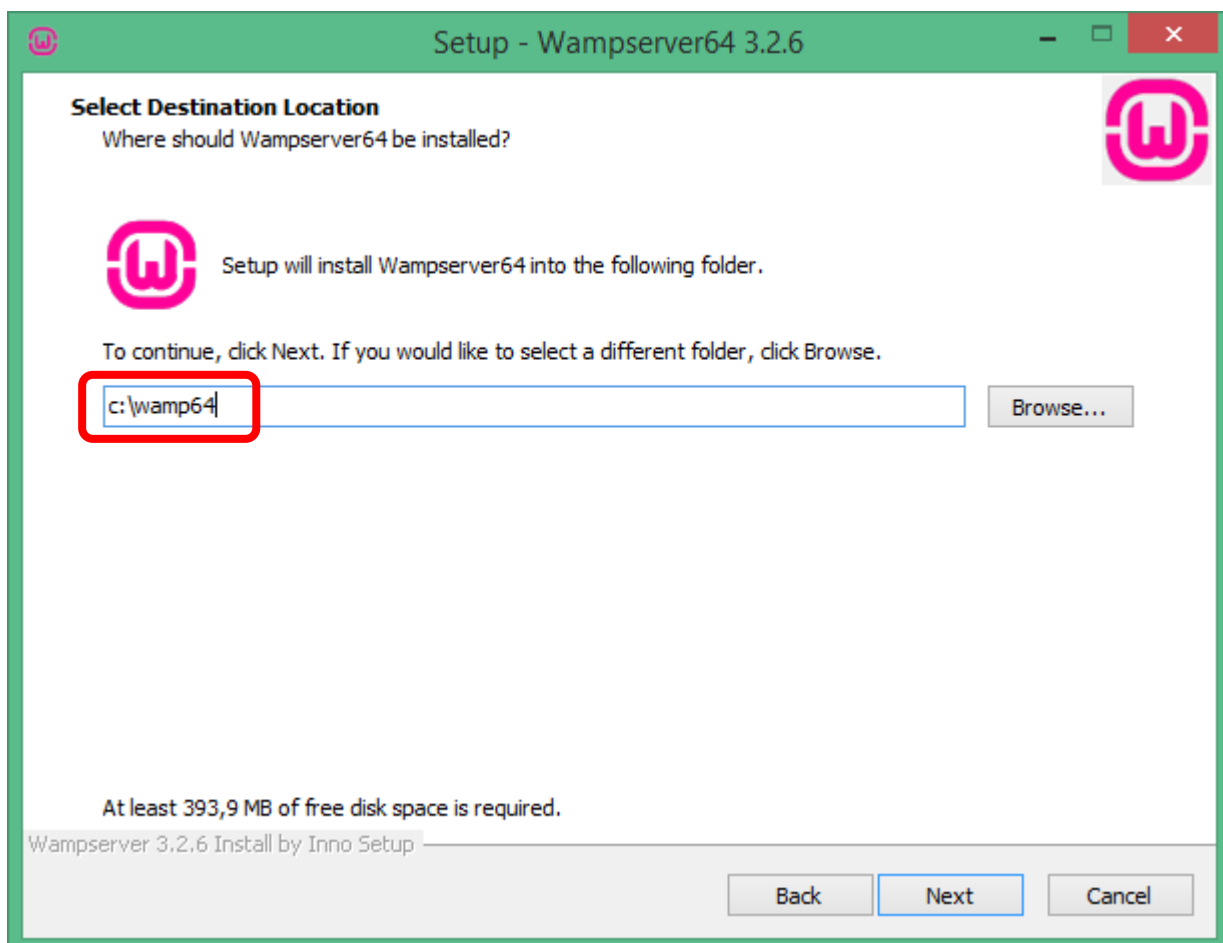 Setup - Wampserver64 3.2.6
Select Destination Location
Where should Wampserver64 be installed?
Setup will install Wampserver64 into the following folder.
To continue, click Next. If you would like to select a different folder, click Browse.
c:\wamp64
Browse...
At least 393,9 MB of free disk space is required.
Wampserver 3.2.6 Install by Inno Setup
Back
Next
Cancel